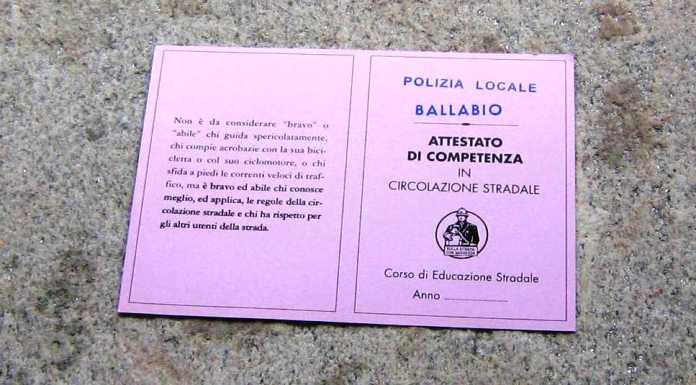 Non è da considerare "bravo" o
"abile" chi guida spericolatamente,
chi compie acrobazie con la sua bici-
cletta o col suo ciclomotore, o chi
sfida a piedi le correnti veloci di traf-
fico, ma è bravo ed abile chi conosce
meglio, ed applica, le regole della cir-
colazione stradale e chi ha rispetto per
gli altri utenti della strada.
POLIZIA LOCALE
BALLABIO
ATTESTATO
DI COMPETENZA
IN
CIRCOLAZIONE STRADALE
SULLA STRADA
Corso di Educazione Stradale
Anno